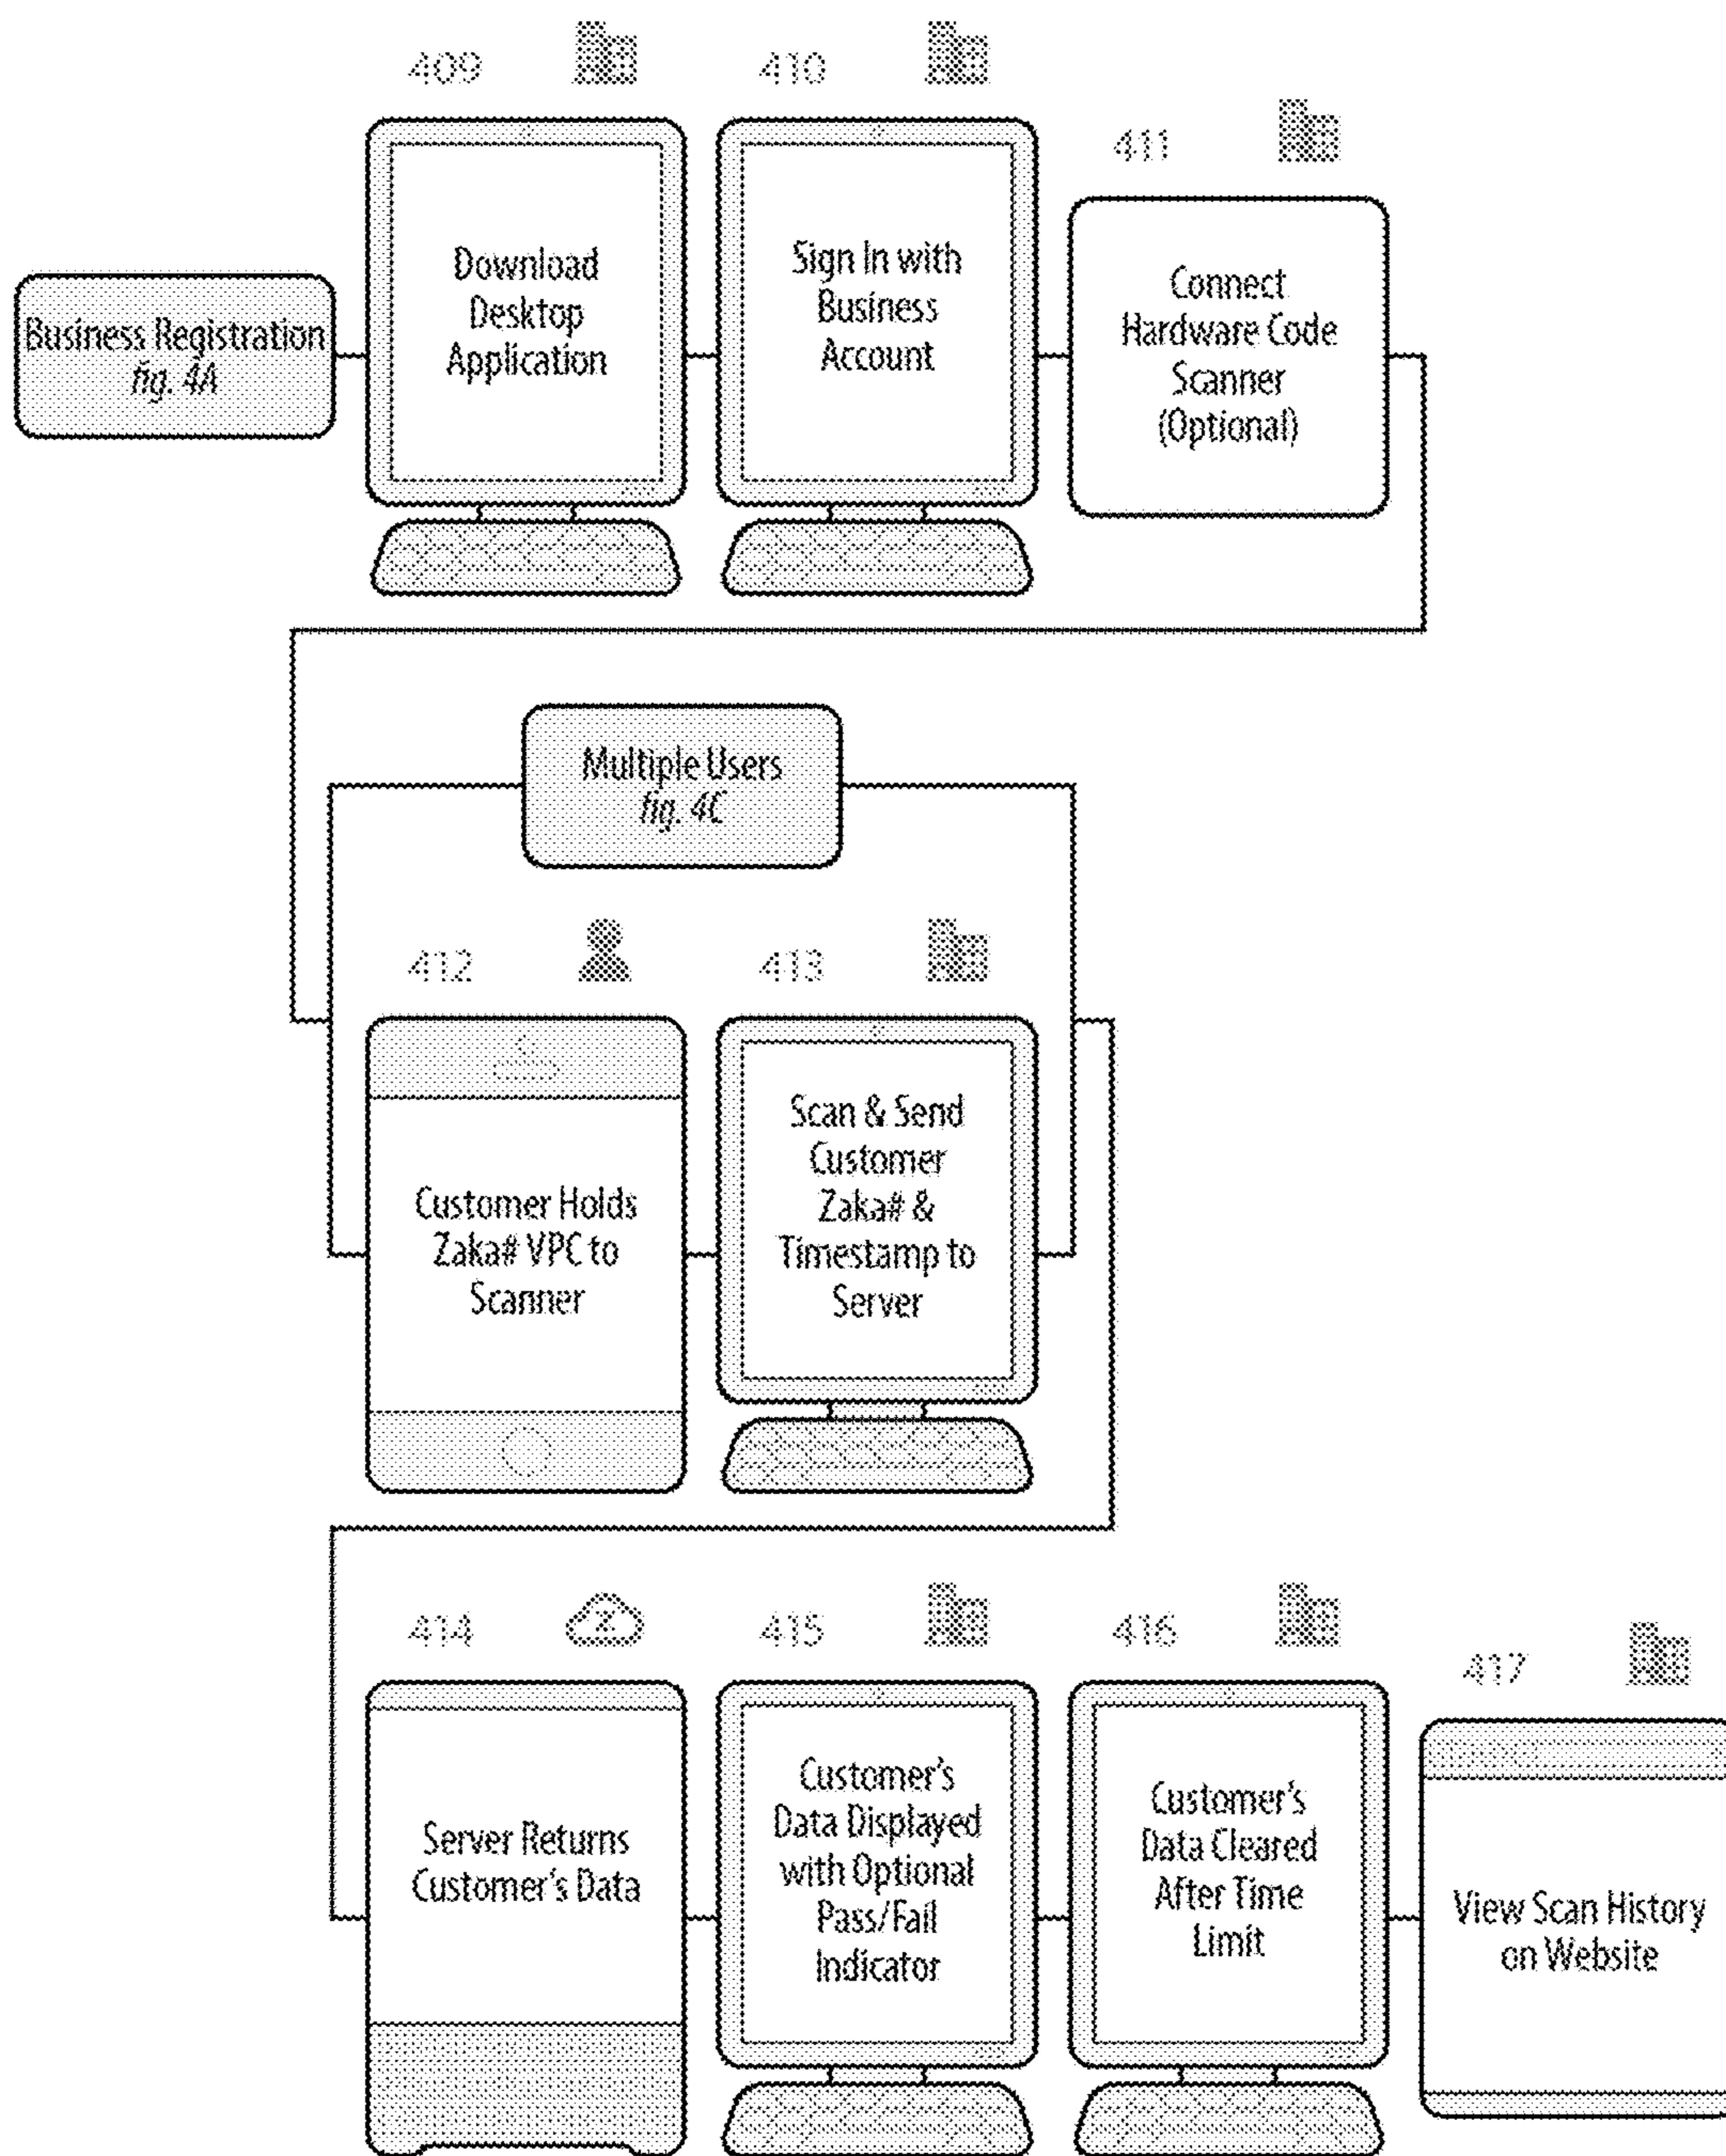 409
410
411
Business Registration
fig. 4A
Download
Desktop
Application
Sign In with
Business
Account
Connect
Hardware Code
Scanner
(Optional)
Multiple Users
fig. 4C
412
413
Customer Holds
Zaka# VPC to
Scanner
Scan & Send
Customer
Zaka# &
Timestamp to
Server
414
Z
415
416
417
Server Returns
Customer's Data
Customer's
Data Displayed
with Optional
Pass/Fail
Indicator
Customer's
Data Cleared
After Time
Limit
View Scan History
on Website